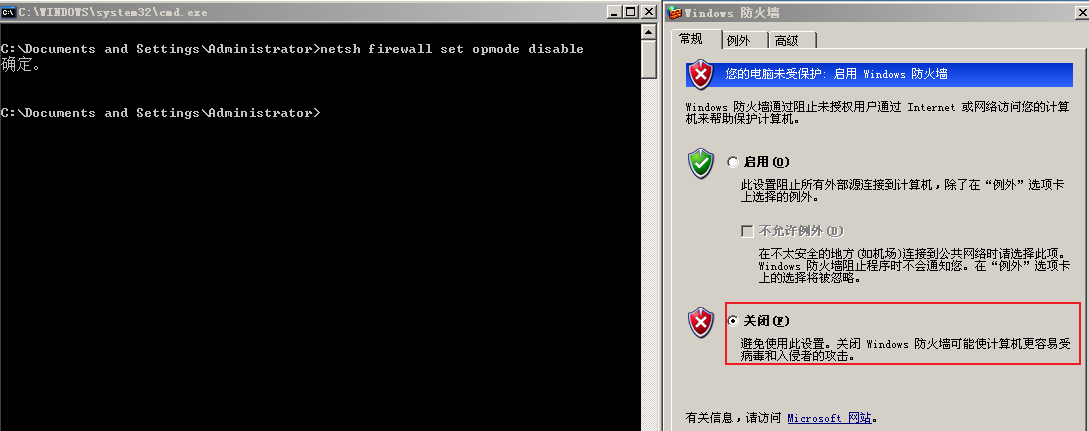 C:\WINDOWS\system32\cmd.exe
C:\Documents and Settings\Administrator>netsh firewall set opmode disable
确定。
C:\Documents and Settings\Administrator>
Windows 防火墙
常规 例外 高级
您的电脑未受保护: 启用 Windows 防火墙
Windows 防火墙通过阻止未授权用户通过 Internet 或网络访问您的计算
机来帮助保护计算机。
启用(O)
此设置阻止所有外部源连接到计算机，除了在“例外”选项卡
上选择的例外。
不允许例外(D)
在不太安全的地方(如机场)连接到公共网络时请选择此项。
Windows 防火墙阻止程序时不会通知您。在“例外”选项卡
上的选择将被忽略。
关闭(F)
避免使用此设置。关闭 Windows 防火墙可能使计算机更容易受
病毒和入侵者的攻击。
有关信息，请访问 Microsoft 网站。